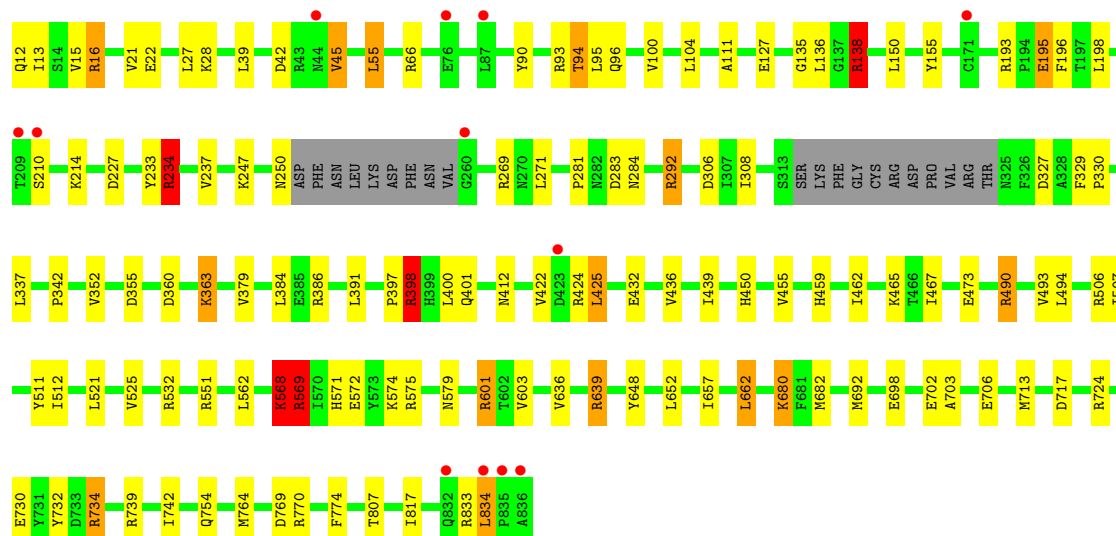 Q12 I13 S14 V15 R16 V21 E22 L27 K28 L39 D42 R43 N44 V45 L55 R66 E76 L87 Y90 R93 T94 L95 Q96 V100 L104 A111 E127 G135 L136 G137 R138 L150 Y155 C171 R193 P194 E195 F196 T197 L198
T209 S210 K214 D227 Y233 R234 V237 K247 N250 ASP PHE ASN LEU LYS ASP PHE ASN VAL G260 R269 N270 L271 P281 N282 D283 N284 R292 D306 I307 I308 S313 SER LYS PHE GLY CYS ARG ASP PRO VAL ARG THR N325 F326 D327 A328 F329 P330
L337 P342 V352 D355 D360 K363 V379 L384 E385 R386 L391 P397 R398 H399 L400 Q401 N412 V422 D423 R424 L425 E432 V436 I439 H450 V455 H459 I462 K465 T466 I467 E473 R490 V493 L494 R506
Y511 I512 L521 V525 R532 R551 L562 K568 R569 I570 H571 E572 Y573 K574 R575 N579 R601 T602 V603 V636 R639 Y648 L652 I657 L662 K680 F681 M682 M692 E698 E702 A703 E706 M713 D717 R724
E730 Y731 Y732 D733 R734 R739 I742 Q754 M764 D769 R770 F774 T807 I817 Q832 R833 L834 P835 A836